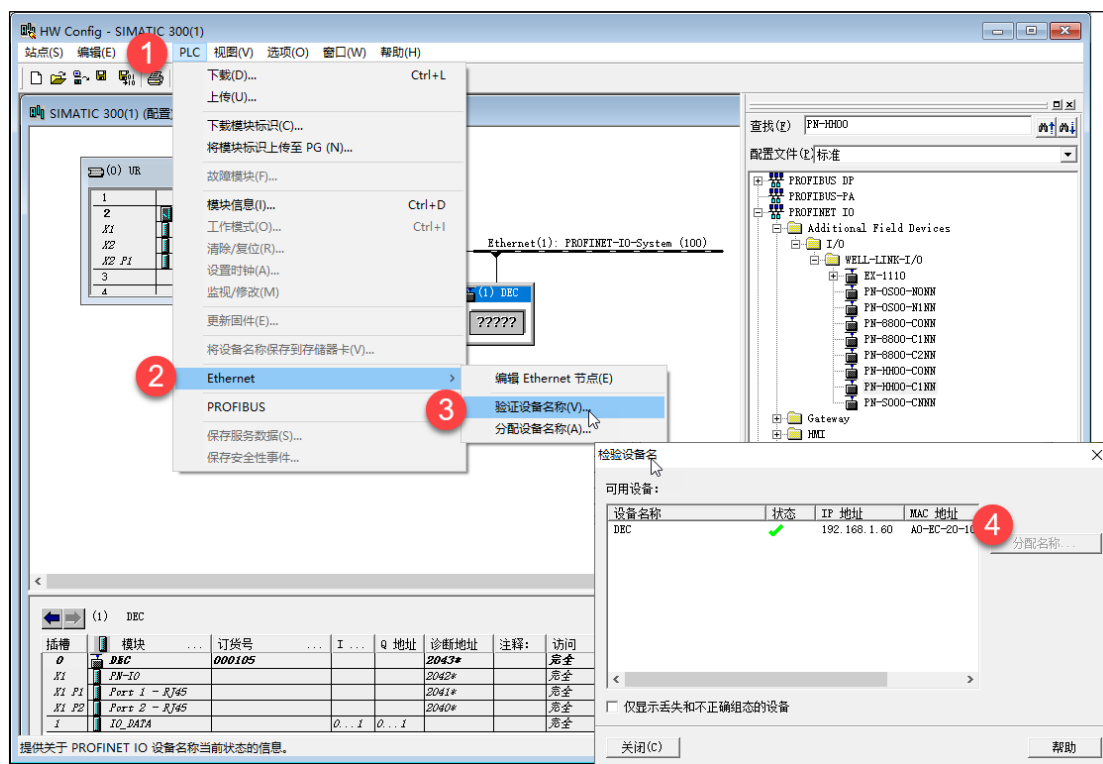 HW Config - SIMATIC 300(1)
站点(S) 编辑(E) PLC 视图(V) 选项(O) 窗口(W) 帮助(H)
1
SIMATIC 300(1) (配置
(0) UR
1
2
X1
X2
X2 P1
3
4
下载(D)... Ctrl+L
上传(U)...
下载模块标识(C)...
将模块标识上传至 PG (N)...
故障模块(F)...
模块信息(I)... Ctrl+D
工作模式(O)... Ctrl+I
清除/复位(R)...
设置时钟(A)...
监视/修改(M)
更新固件(E)...
将设备名称保存到存储器卡(V)...
2
Ethernet
PROFIBUS
保存服务数据(S)...
保存安全性事件...
3
编辑 Ethernet 节点(E)
验证设备名称(V)...
分配设备名称(A)...
Ethernet(1): PROFINET-IO-System (100)
(1) DEC
?????
查找(F) PN-HH00
配置文件(P) 标准
PROFIBUS DP
PROFIBUS-PA
PROFINET IO
Additional Field Devices
I/O
WELL-LINK-I/O
EX-1110
PN-0S00-N0NN
PN-0S00-N1NN
PN-8800-C0NN
PN-8800-C1NN
PN-8800-C2NN
PN-HH00-C0NN
PN-HH00-C1NN
PN-S000-CNNN
Gateway
HMI
检验设备名
可用设备:
设备名称 状态 IP 地址 MAC 地址
DEC 192.168.1.60 A0-EC-20-10
4
分配名称...
仅显示丢失和不正确组态的设备
关闭(C) 帮助
(1) DEC
插槽 模块 ... 订货号 ... I ... Q 地址 诊断地址 注释: 访问
0 DEC 000105 2043* 完全
X1 PN-IO 2042* 完全
X1 P1 Port 1 - RJ45 2041* 完全
X1 P2 Port 2 - RJ45 2040* 完全
1 IO_DATA 0...1 0...1 完全
提供关于 PROFINET IO 设备名称当前状态的信息。